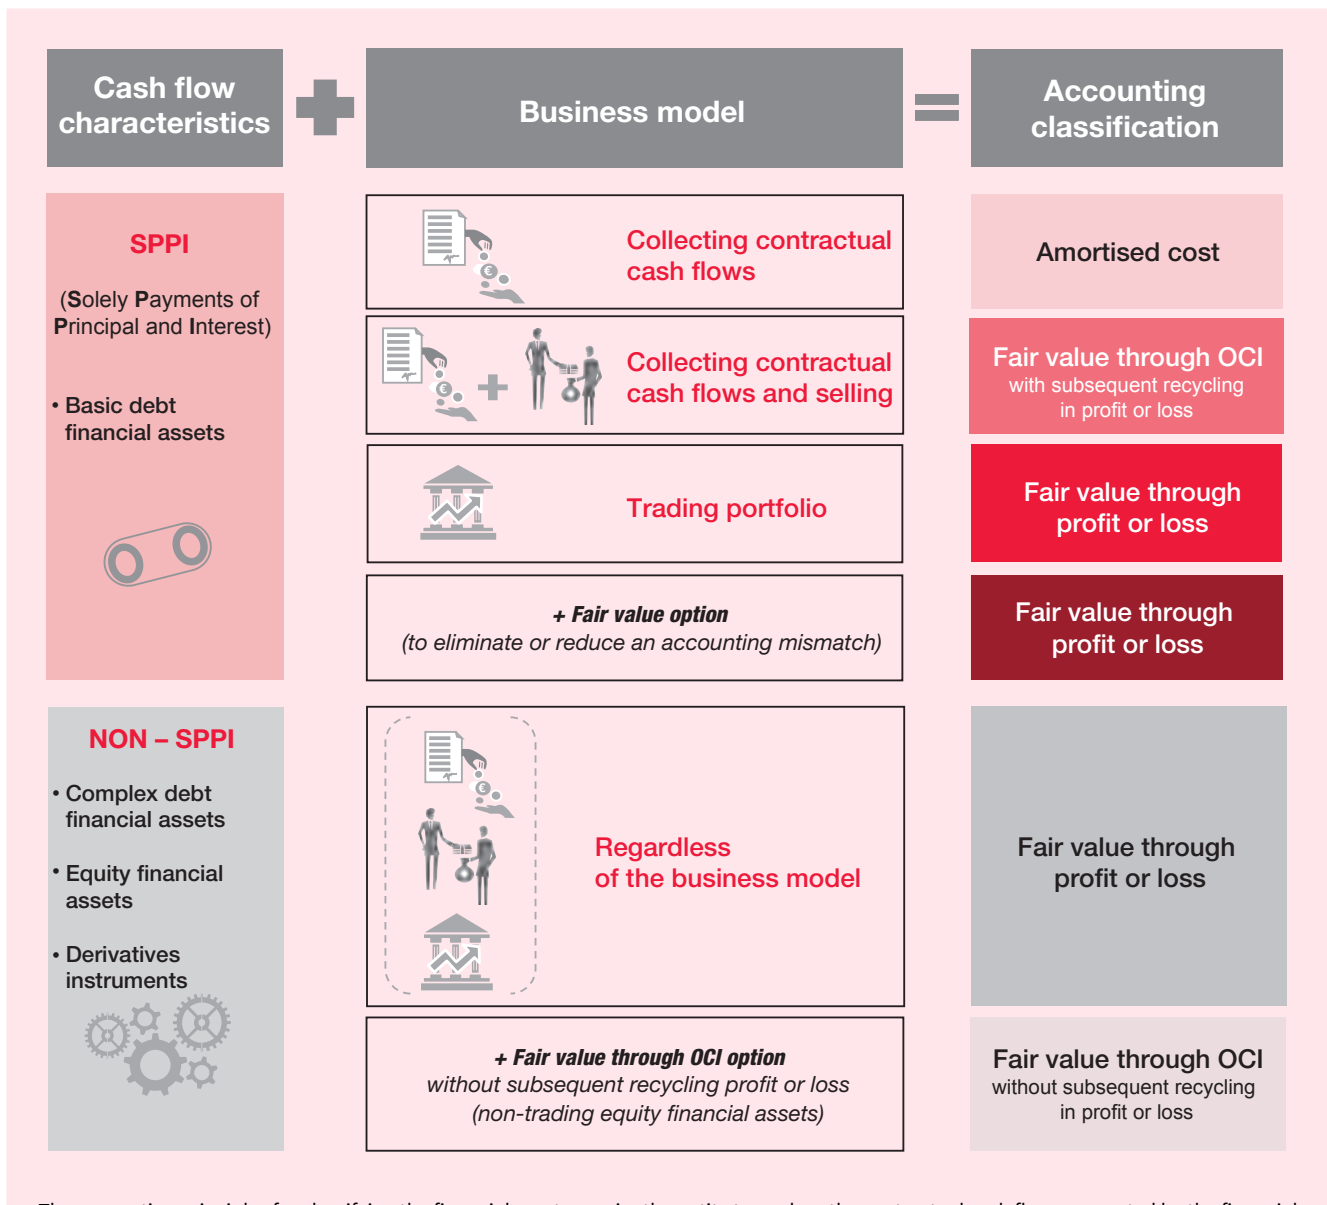 Cash flow
characteristics
Business model
Accounting
classification
SPPI
(Solely Payments of
Principal and Interest)
• Basic debt
financial assets
Collecting contractual
cash flows
Amortised cost
Collecting contractual
cash flows and selling
Fair value through OCI
with subsequent recycling
in profit or loss
Trading portfolio
Fair value through
profit or loss
+ Fair value option
(to eliminate or reduce an accounting mismatch)
Fair value through
profit or loss
NON – SPPI
• Complex debt
financial assets
• Equity financial
assets
• Derivatives
instruments
Regardless
of the business model
Fair value through
profit or loss
+ Fair value through OCI option
without subsequent recycling profit or loss
(non-trading equity financial assets)
Fair value through OCI
without subsequent recycling
in profit or loss